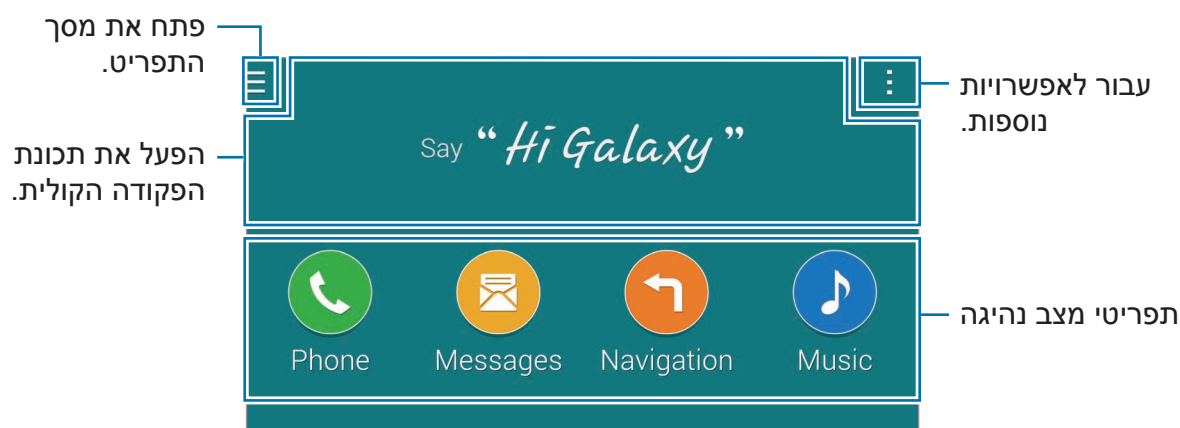 פתח את מסך
התפריט.
עבור לאפשרויות
נוספות.
Say “Hi Galaxy”
הפעל את תכונת
הפקודה הקולית.
Phone
Messages
Navigation
Music
תפריטי מצב נהיגה